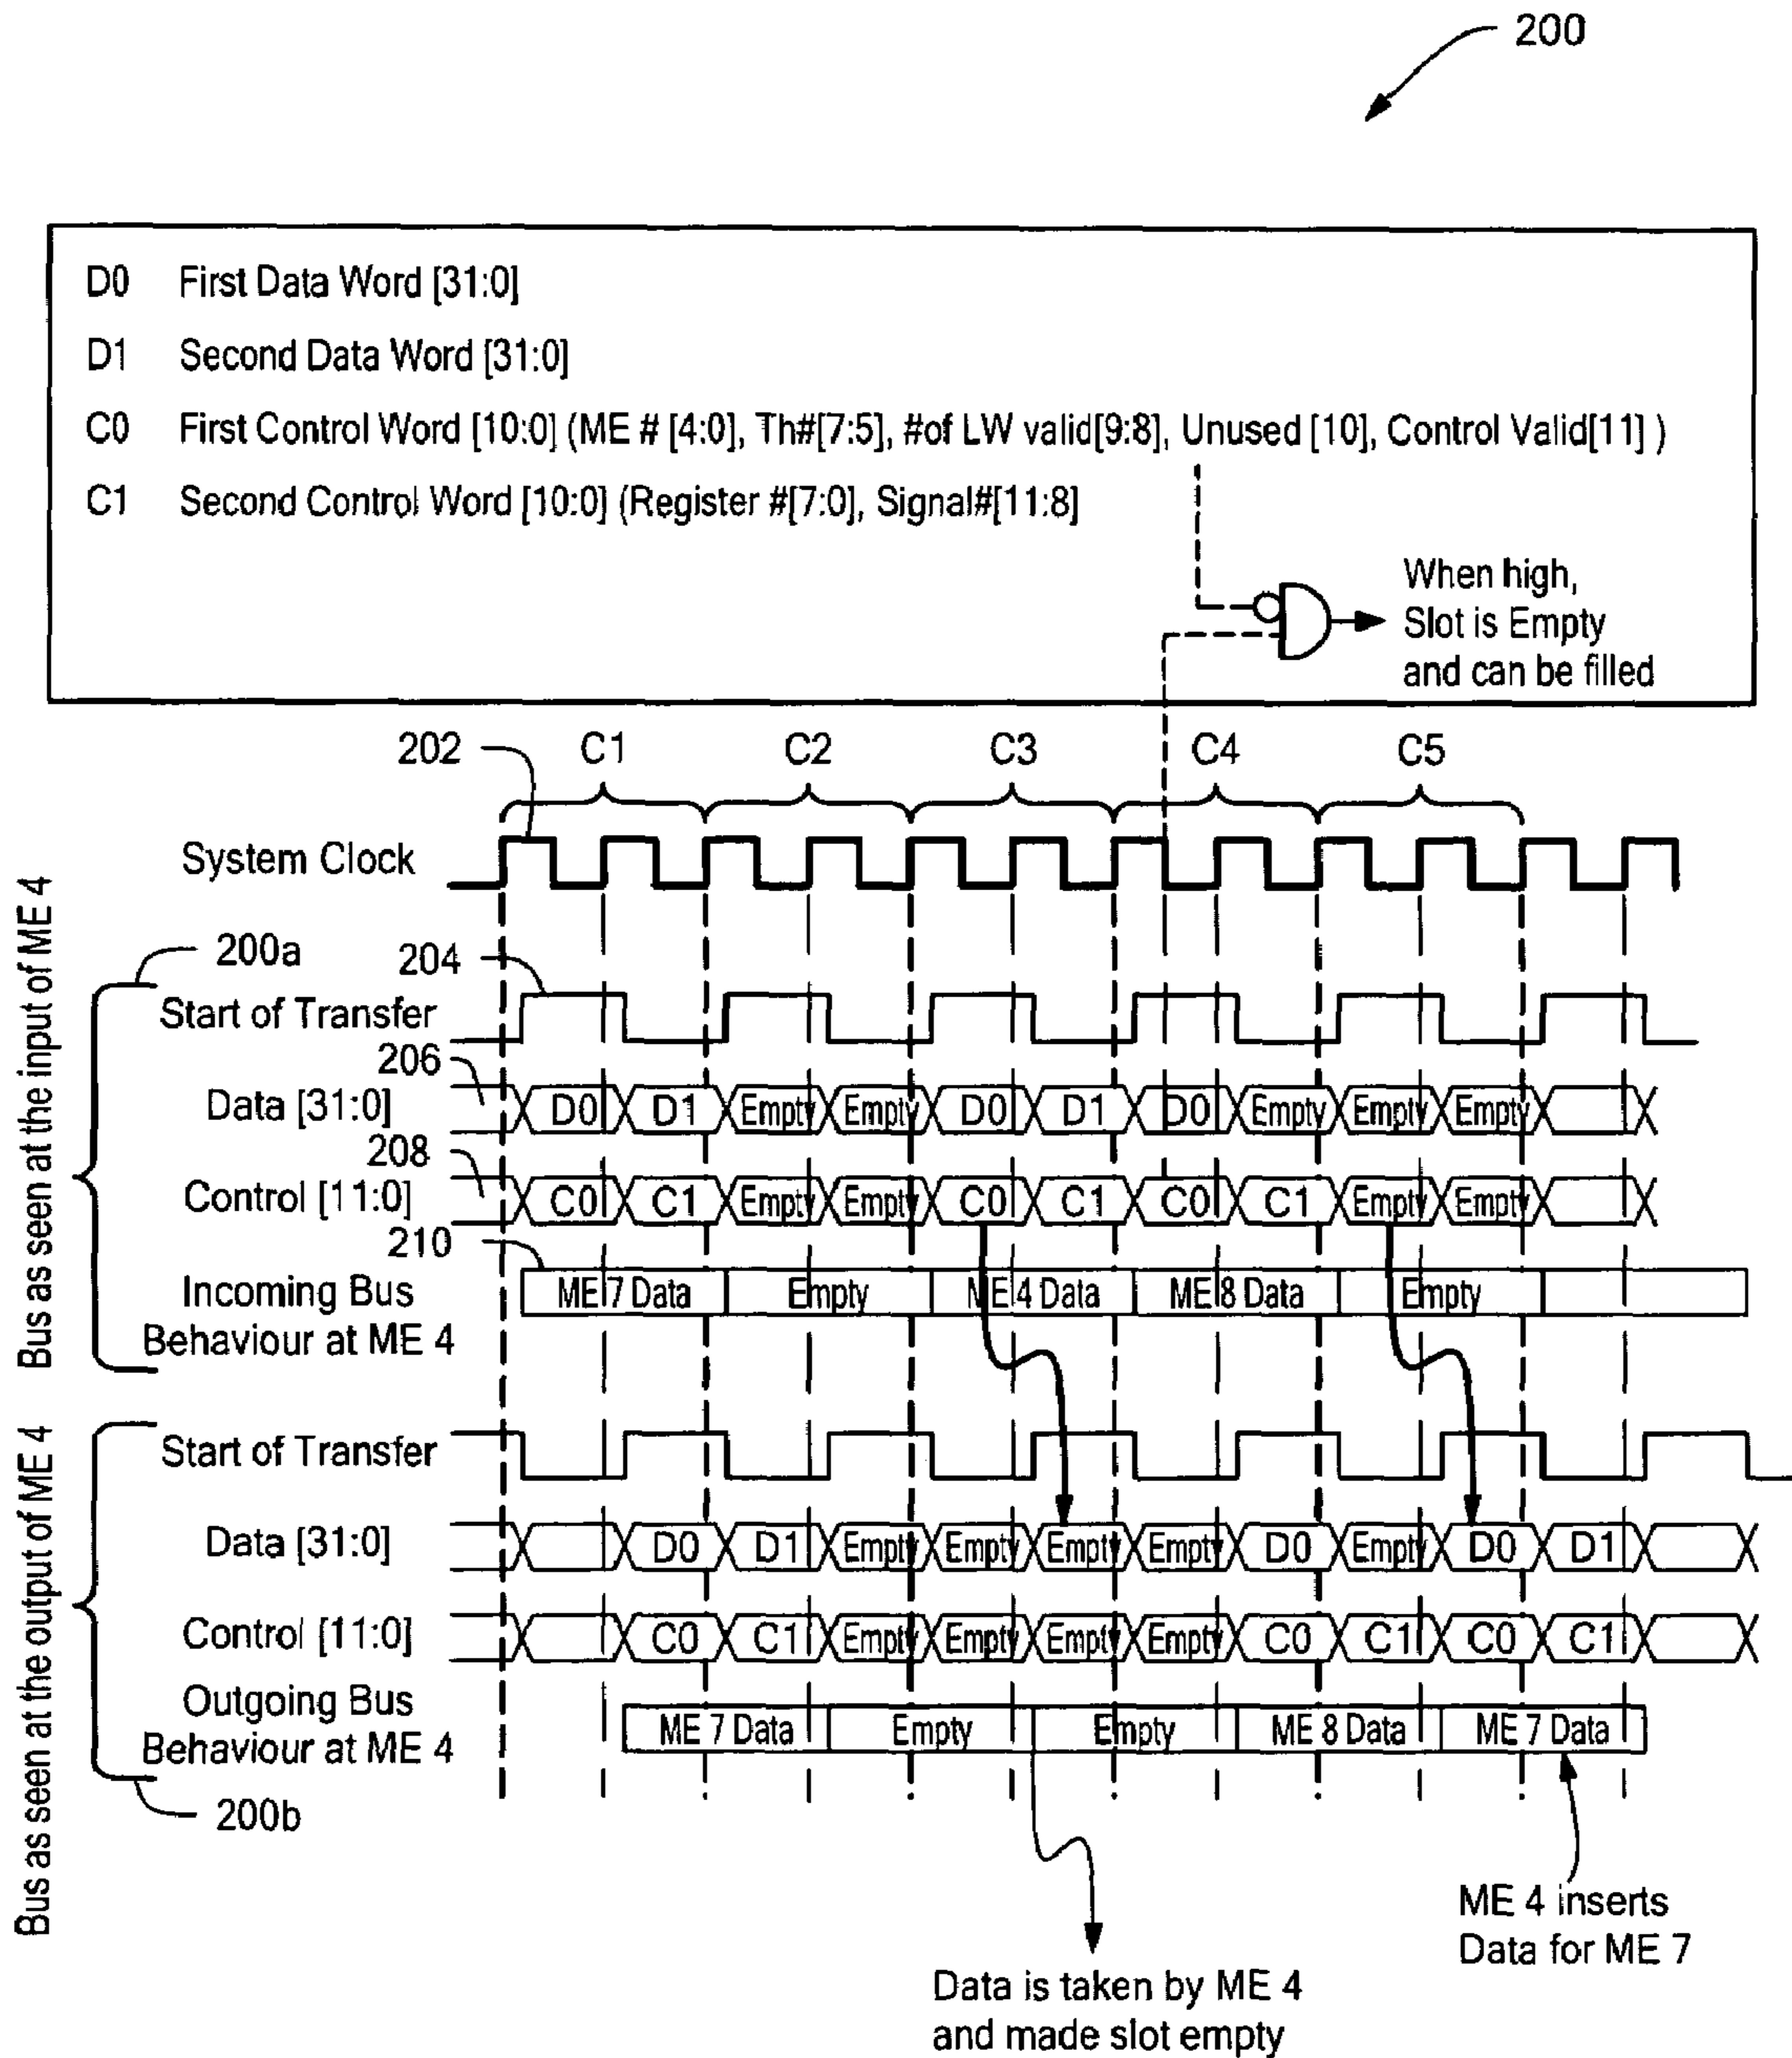 200
D0 First Data Word [31:0]
D1 Second Data Word [31:0]
C0 First Control Word [10:0] (ME # [4:0], Th#[7:5], #of LW valid[9:8], Unused [10], Control Valid[11] )
C1 Second Control Word [10:0] (Register #[7:0], Signal#[11:8]
When high,
Slot is Empty
and can be filled
202 C1 C2 C3 C4 C5
System Clock
Bus as seen at the input of ME 4
200a
204
Start of Transfer
206
Data [31:0] D0 D1 Empty Empty D0 D1 D0 Empty Empty Empty
208
Control [11:0] C0 C1 Empty Empty C0 C1 C0 C1 Empty Empty
210
Incoming Bus
Behaviour at ME 4
ME 7 Data Empty ME 4 Data ME 8 Data Empty
Bus as seen at the output of ME 4
Start of Transfer
Data [31:0] D0 D1 Empty Empty Empty Empty D0 Empty D0 D1
Control [11:0] C0 C1 Empty Empty Empty Empty C0 C1 C0 C1
Outgoing Bus
Behaviour at ME 4
ME 7 Data Empty Empty ME 8 Data ME 7 Data
200b
ME 4 inserts
Data for ME 7
Data is taken by ME 4
and made slot empty